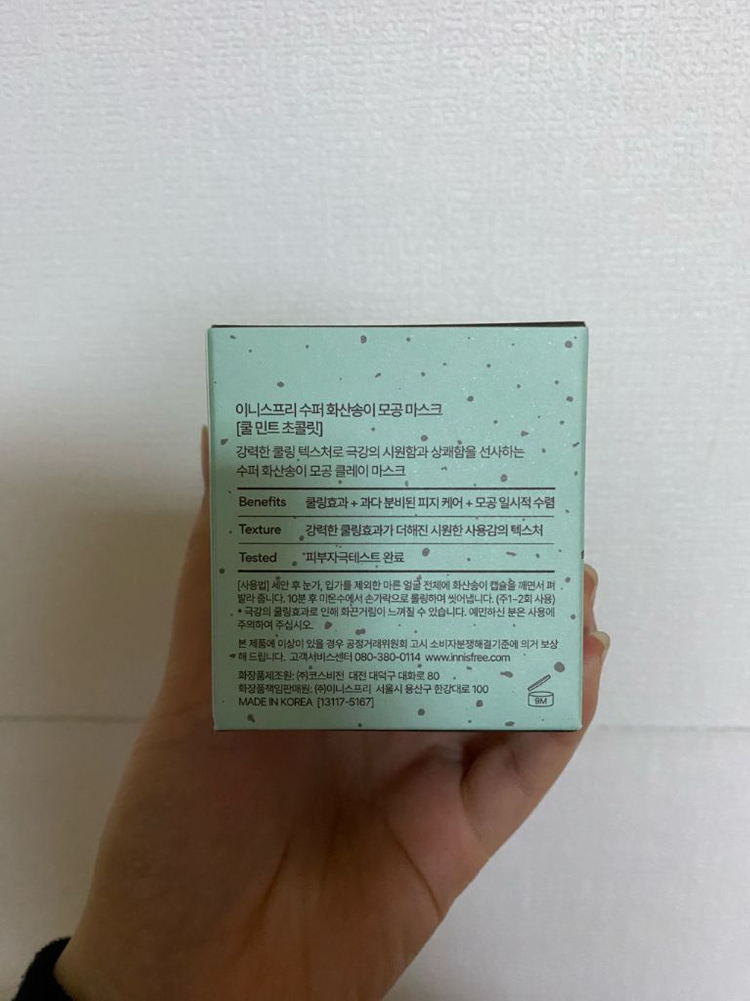 이니스프리 수퍼 화산송이 모공 마스크
[쿨 민트 초콜릿]
강력한 쿨링 텍스처로 극강의 시원함과 상쾌함을 선사하는
수퍼 화산송이 모공 클레이 마스크
Benefits 쿨링효과 + 과다 분비된 피지 케어 + 모공 일시적 수렴
Texture 강력한 쿨링효과가 더해진 시원한 사용감의 텍스처
Tested *피부자극테스트 완료
[사용법] 세안 후 눈가, 입가를 제외한 마른 얼굴 전체에 화산송이 캡슐을 깨면서 펴
발라 줍니다. 10분 후 미온수에서 손가락으로 롤링하며 씻어냅니다. (주1~2회 사용)
* 극강의 쿨링효과로 인해 화끈거림이 느껴질 수 있습니다. 예민하신 분은 사용에
주의하여 주십시오.
본 제품에 이상이 있을 경우 공정거래위원회 고시 소비자분쟁해결기준에 의거 보상
해 드립니다. 고객서비스센터 080-380-0114 www.innisfree.com
화장품제조원: ㈜코스비전 대전 대덕구 대화로 80
화장품책임판매원: ㈜이니스프리 서울시 용산구 한강대로 100
MADE IN KOREA [13117-5167]
9M